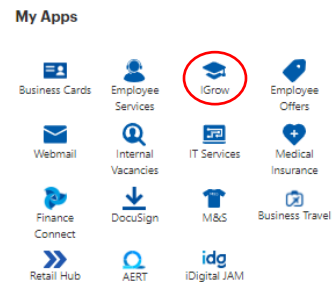 My Apps
Business Cards
Employee
Services
IGrow
Employee
Offers
Webmail
Internal
Vacancies
IT Services
Medical
Insurance
Finance
Connect
DocuSign
M&S
Business Travel
Retail Hub
AERT
idg
iDigital JAM